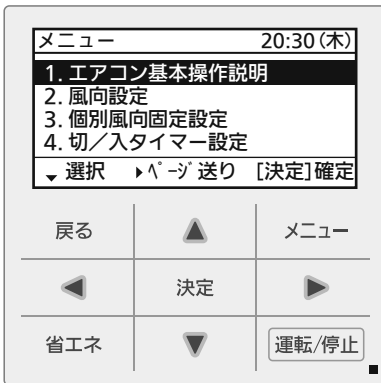 メニュー 20:30(木)
1. エアコン基本操作説明
2. 風向設定
3. 個別風向固定設定
4. 切／入タイマー設定
選択 ﾍﾟｰｼﾞ送り [決定]確定
戻る メニュー
決定
省エネ 運転/停止